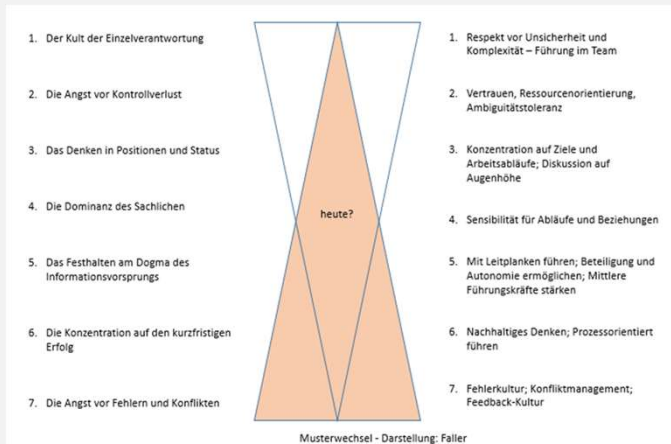 1. Der Kult der Einzelverantwortung
2. Die Angst vor Kontrollverlust
3. Das Denken in Positionen und Status
4. Die Dominanz des Sachlichen
5. Das Festhalten am Dogma des
Informationsvorsprungs
6. Die Konzentration auf den kurzfristigen
Erfolg
7. Die Angst vor Fehlern und Konflikten
heute?
1. Respekt vor Unsicherheit und
Komplexität – Führung im Team
2. Vertrauen, Ressourcenorientierung,
Ambiguitätstoleranz
3. Konzentration auf Ziele und
Arbeitsabläufe; Diskussion auf
Augenhöhe
4. Sensibilität für Abläufe und Beziehungen
5. Mit Leitplanken führen; Beteiligung und
Autonomie ermöglichen; Mittlere
Führungskräfte stärken
6. Nachhaltiges Denken; Prozessorientiert
führen
7. Fehlerkultur; Konfliktmanagement;
Feedback-Kultur
Musterwechsel - Darstellung: Faller